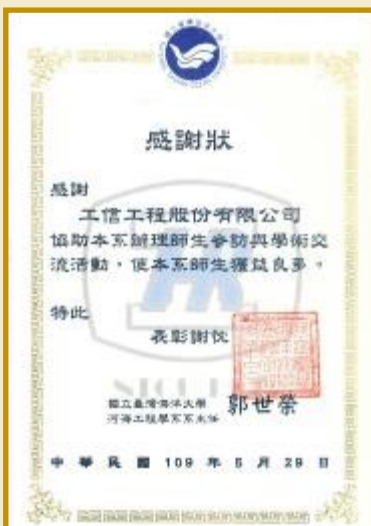 感謝狀
感謝
工信工程股份有限公司
協助本系辦理師生參訪與學術交
流活動，使本系師生獲益良多。
特此
表彰謝忱
國立臺灣海洋大學
河海工程學系系主任 郭世榮
中華民國 109 年 5 月 29 日